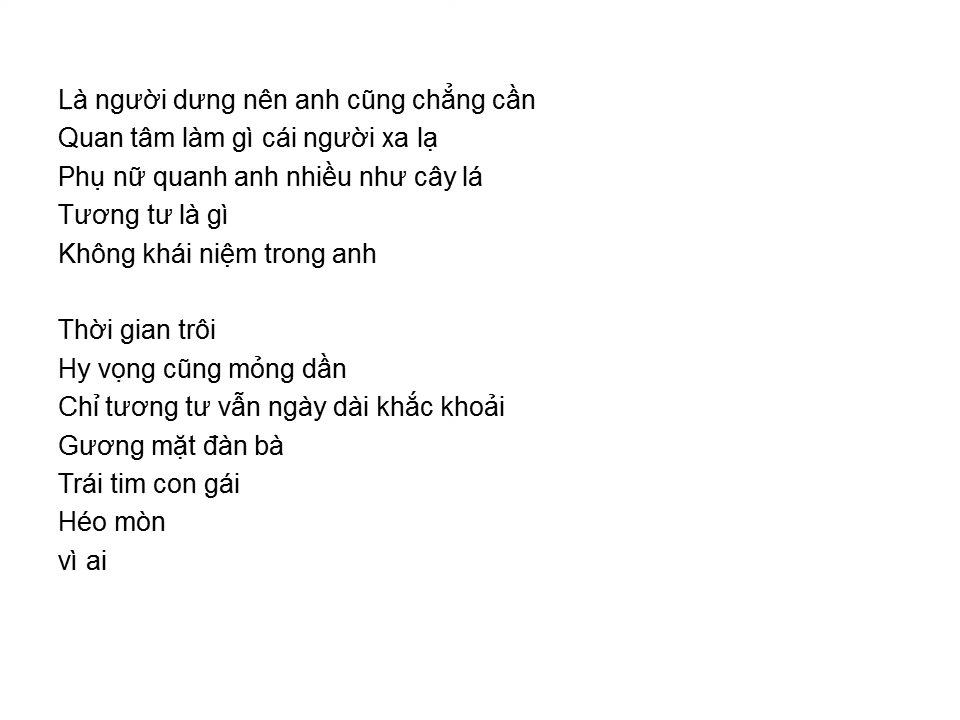 Là người dưng nên anh cũng chẳng cần
Quan tâm làm gì cái người xa lạ
Phụ nữ quanh anh nhiều như cây lá
Tương tư là gì
Không khái niệm trong anh

Thời gian trôi
Hy vọng cũng mỏng dần
Chỉ tương tư vẫn ngày dài khắc khoải
Gương mặt đàn bà
Trái tim con gái
Héo mòn
vì ai